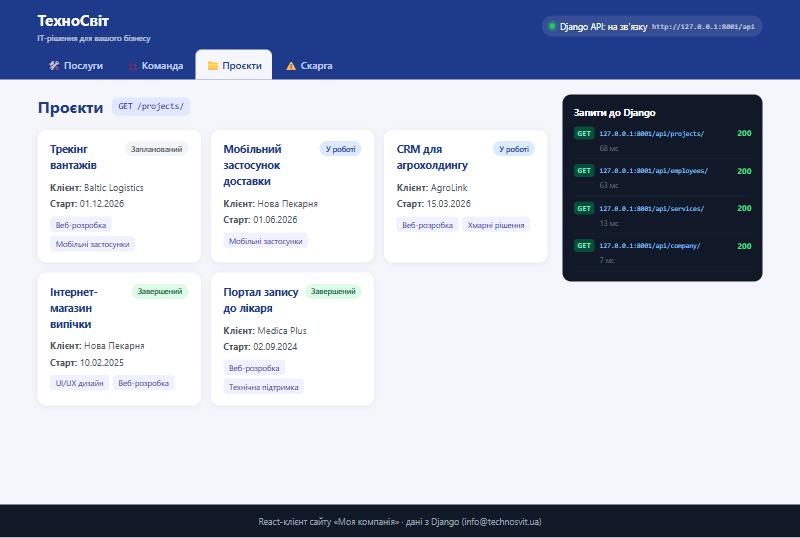 ТехноСвіт
ІТ-рішення для вашого бізнесу
Django API: на зв'язку http://127.0.0.1:8001/api
Послуги
Команда
Проєкти
Скарга
Проєкти
GET /projects/
Трекінг
вантажів
Запланований
Клієнт: Baltic Logistics
Старт: 01.12.2026
Веб-розробка
Мобільні застосунки
Мобільний
застосунок
доставки
У роботі
Клієнт: Нова Пекарня
Старт: 01.06.2026
Мобільні застосунки
CRM для
агрохолдингу
У роботі
Клієнт: AgroLink
Старт: 15.03.2026
Веб-розробка
Хмарні рішення
Інтернет-
магазин
випічки
Завершений
Клієнт: Нова Пекарня
Старт: 10.02.2025
UI/UX дизайн
Веб-розробка
Портал запису
до лікаря
Завершений
Клієнт: Medica Plus
Старт: 02.09.2024
Веб-розробка
Технічна підтримка
Запити до Django
GET 127.0.0.1:8001/api/projects/ 200
68 мс
GET 127.0.0.1:8001/api/employees/ 200
63 мс
GET 127.0.0.1:8001/api/services/ 200
13 мс
GET 127.0.0.1:8001/api/company/ 200
7 мс
React-клієнт сайту «Моя компанія» · дані з Django (info@technosvit.ua)